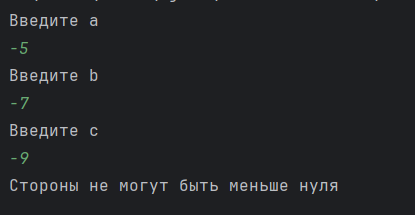 Введите a
-5
Введите b
-7
Введите c
-9
Стороны не могут быть меньше нуля